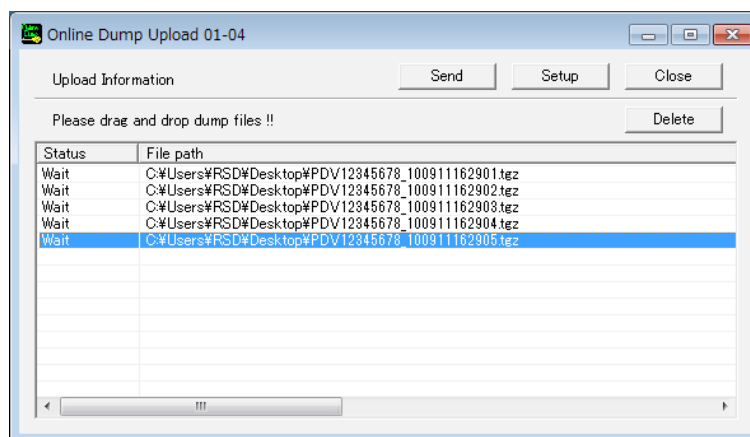 Online Dump Upload 01-04
Upload Information Send Setup Close
Please drag and drop dump files !! Delete
Status File path
Wait C:¥Users¥RSD¥Desktop¥PDV12345678_100911162901.tgz
Wait C:¥Users¥RSD¥Desktop¥PDV12345678_100911162902.tgz
Wait C:¥Users¥RSD¥Desktop¥PDV12345678_100911162903.tgz
Wait C:¥Users¥RSD¥Desktop¥PDV12345678_100911162904.tgz
Wait C:¥Users¥RSD¥Desktop¥PDV12345678_100911162905.tgz